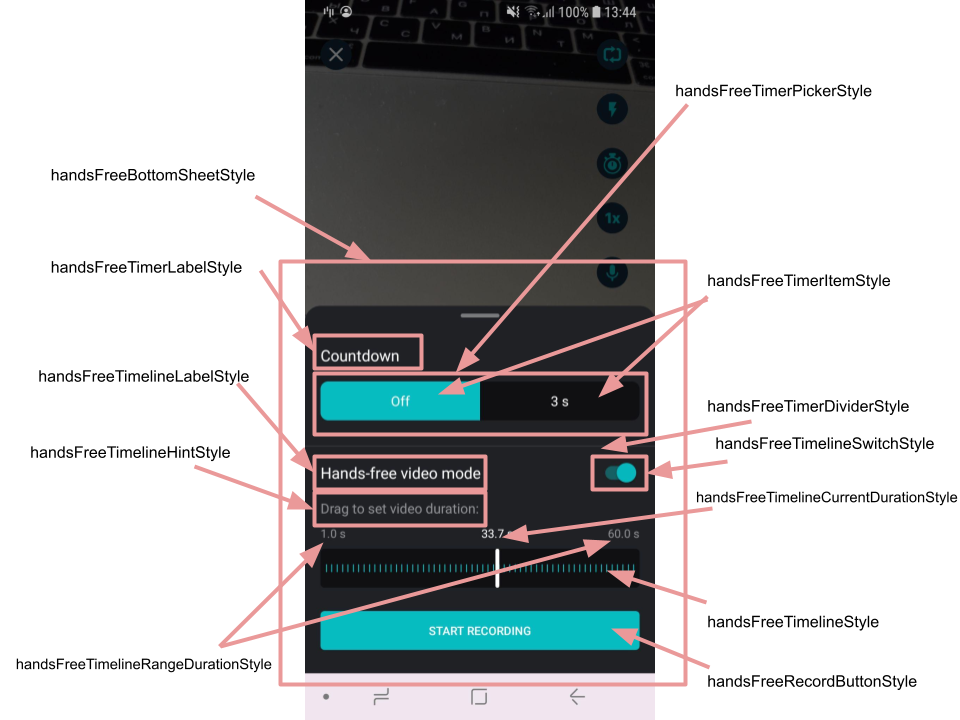 100% 13:44
handsFreeTimerPickerStyle
1x
handsFreeBottomSheetStyle
handsFreeTimerLabelStyle
handsFreeTimerItemStyle
Countdown
handsFreeTimelineLabelStyle
Off 3 s
handsFreeTimerDividerStyle
handsFreeTimelineSwitchStyle
handsFreeTimelineHintStyle
Hands-free video mode
handsFreeTimelineCurrentDurationStyle
Drag to set video duration:
1.0 s 33.7 60.0 s
handsFreeTimelineStyle
START RECORDING
handsFreeTimelineRangeDurationStyle
handsFreeRecordButtonStyle